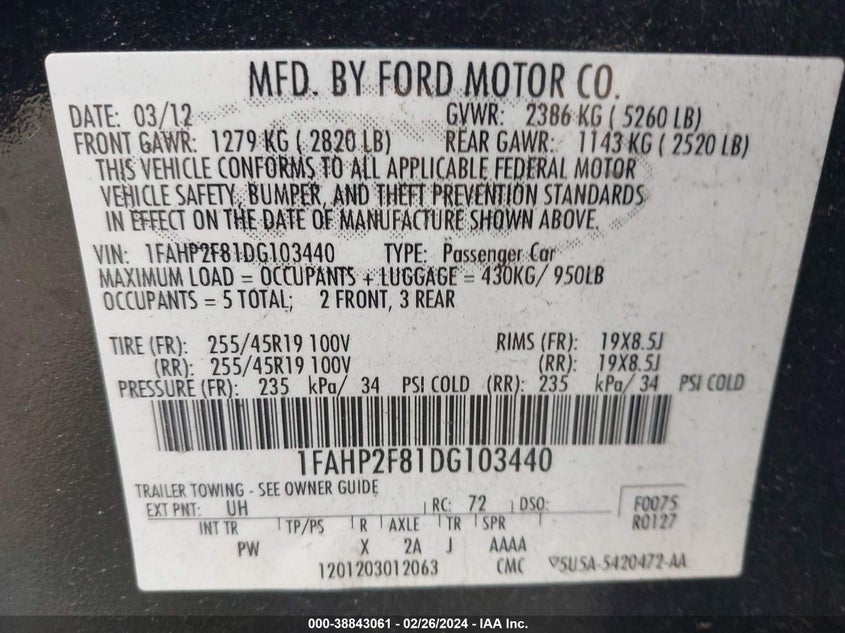 MFD. BY FORD MOTOR CO.
DATE: 03/12 GVWR: 2386 KG ( 5260 LB)
FRONT GAWR: 1279 KG ( 2820 LB) REAR GAWR: 1143 KG ( 2520 LB)
THIS VEHICLE CONFORMS TO ALL APPLICABLE FEDERAL MOTOR
VEHICLE SAFETY, BUMPER, AND THEFT PREVENTION STANDARDS
IN EFFECT ON THE DATE OF MANUFACTURE SHOWN ABOVE.
VIN: 1FAHP2F81DG103440 TYPE: Passenger Car
MAXIMUM LOAD = OCCUPANTS + LUGGAGE = 430KG/ 950LB
OCCUPANTS = 5 TOTAL; 2 FRONT, 3 REAR
TIRE (FR): 255/45R19 100V RIMS (FR): 19X8.5J
(RR): 255/45R19 100V (RR): 19X8.5J
PRESSURE (FR): 235 kPa/ 34 PSI COLD (RR): 235 kPa/ 34 PSI COLD
1FAHP2F81DG103440
TRAILER TOWING - SEE OWNER GUIDE
EXT PNT: UH RC: 72 DSO: F0075
R0127
INT TR TP/PS R AXLE TR SPR
PW X 2A J AAAA
1201203012063 CMC 5U5A-5420472-AA
000-38843061 - 02/26/2024 - IAA Inc.